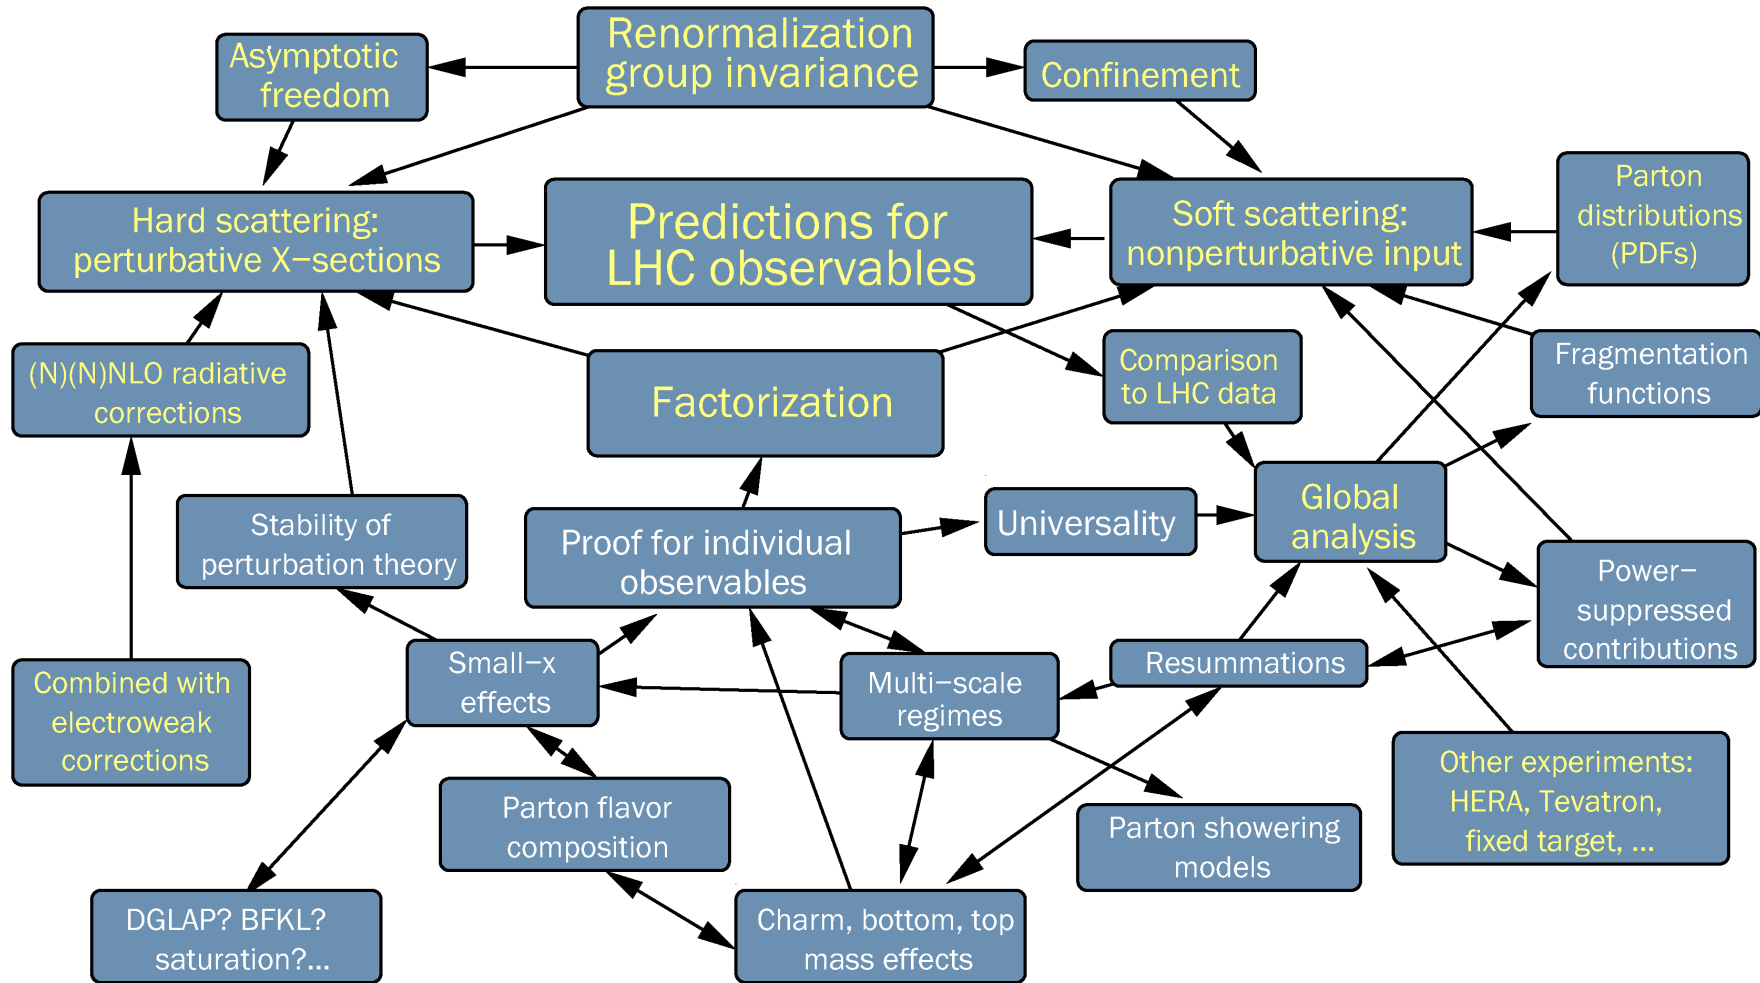 Renormalization
group invariance
Asymptotic
freedom
Confinement
Hard scattering:
perturbative X−sections
Predictions for
LHC observables
Soft scattering:
nonperturbative input
Parton
distributions
(PDFs)
(N)(N)NLO radiative
corrections
Factorization
Comparison
to LHC data
Fragmentation
functions
Stability of
perturbation theory
Proof for individual
observables
Universality
Global
analysis
Power−
suppressed
contributions
Combined with
electroweak
corrections
Small−x
effects
Multi−scale
regimes
Resummations
Other experiments:
HERA, Tevatron,
fixed target, ...
Parton flavor
composition
Parton showering
models
DGLAP? BFKL?
saturation?...
Charm, bottom, top
mass effects